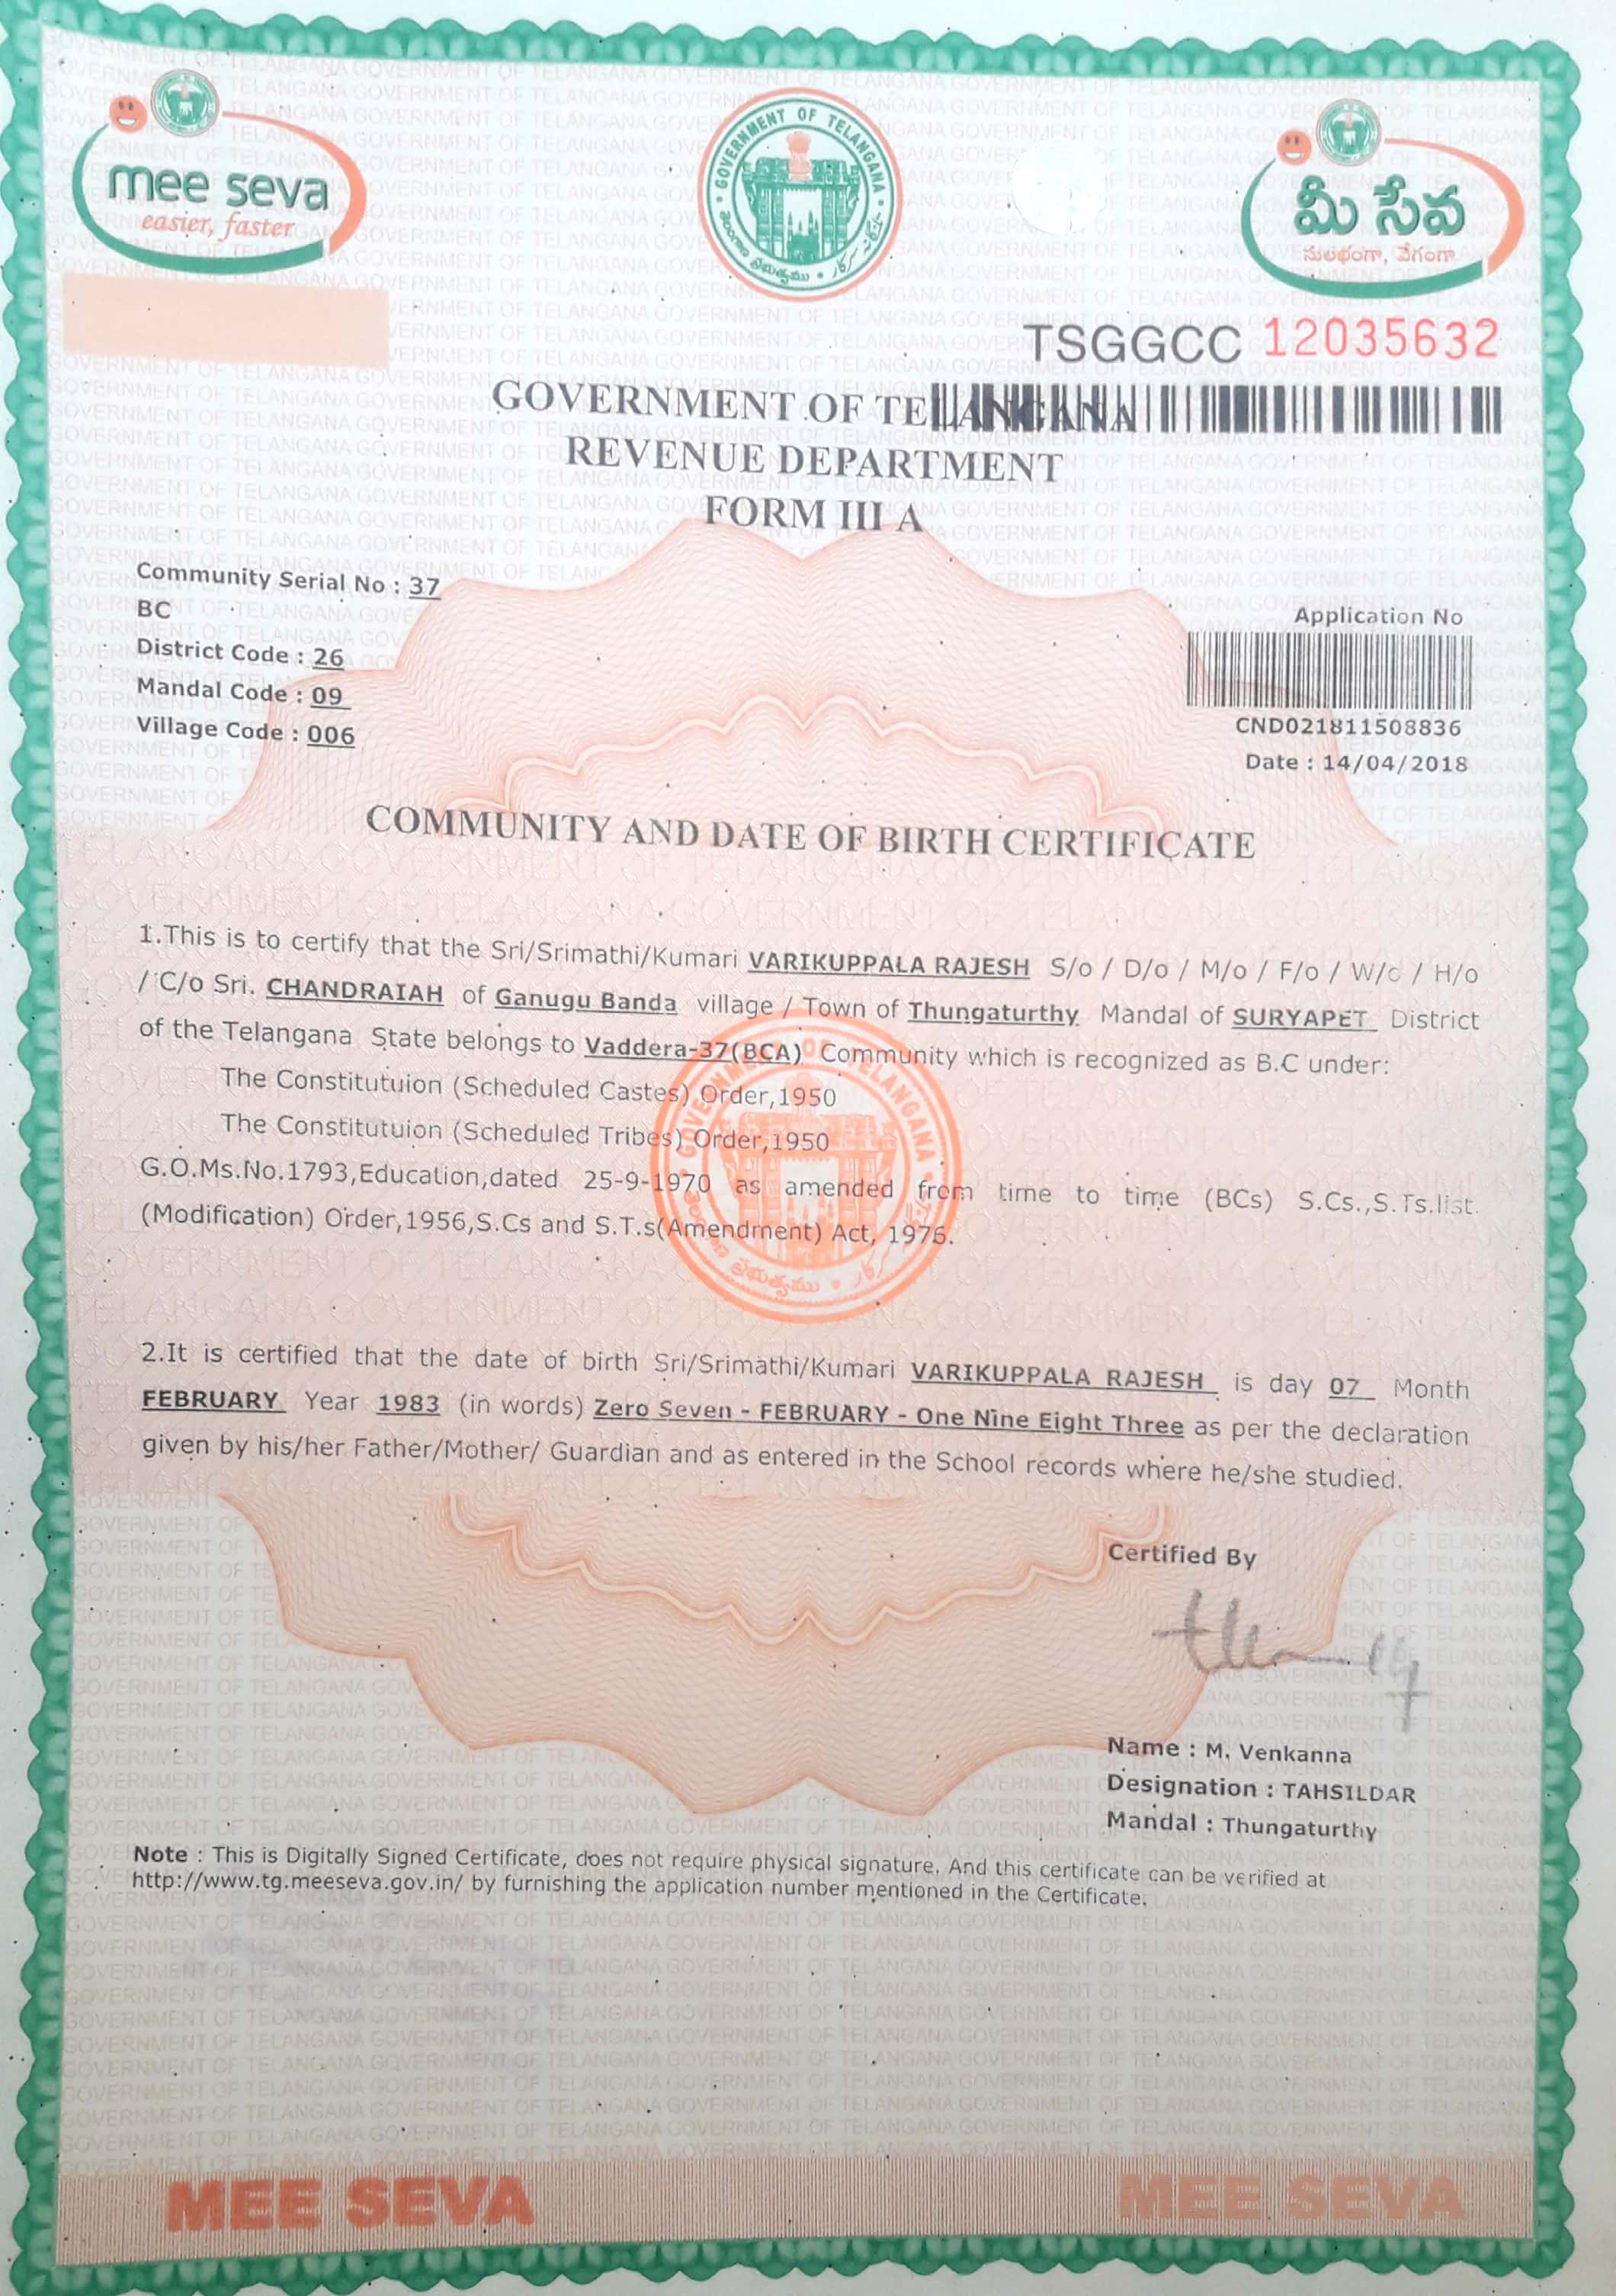 mee seva
easier, faster
GOVERNMENT OF TELANGANA
తెలంగాణ ప్రభుత్వము
మీ సేవ
సులభంగా, వేగంగా
TSGGCC 12035632
GOVERNMENT OF TELANGANA
REVENUE DEPARTMENT
FORM III A
Community Serial No : 37
BC
District Code : 26
Mandal Code : 09
Village Code : 006
Application No
CND021811508836
Date : 14/04/2018
COMMUNITY AND DATE OF BIRTH CERTIFICATE
1.This is to certify that the Sri/Srimathi/Kumari VARIKUPPALA RAJESH S/o / D/o / M/o / F/o / W/o / H/o
/ C/o Sri. CHANDRAIAH of Ganugu Banda village / Town of Thungaturthy Mandal of SURYAPET District
of the Telangana State belongs to Vaddera-37(BCA) Community which is recognized as B.C under:
The Constitutuion (Scheduled Castes) Order,1950
The Constitutuion (Scheduled Tribes) Order,1950
G.O.Ms.No.1793,Education,dated 25-9-1970 as amended from time to time (BCs) S.Cs.,S.Ts.list.
(Modification) Order,1956,S.Cs and S.T.s(Amendment) Act, 1976.
2.It is certified that the date of birth Sri/Srimathi/Kumari VARIKUPPALA RAJESH is day 07 Month
FEBRUARY Year 1983 (in words) Zero Seven - FEBRUARY - One Nine Eight Three as per the declaration
given by his/her Father/Mother/ Guardian and as entered in the School records where he/she studied.
Certified By
Name : M. Venkanna
Designation : TAHSILDAR
Mandal : Thungaturthy
Note : This is Digitally Signed Certificate, does not require physical signature. And this certificate can be verified at
http://www.tg.meeseva.gov.in/ by furnishing the application number mentioned in the Certificate.
MEE SEVA
MEE SEVA